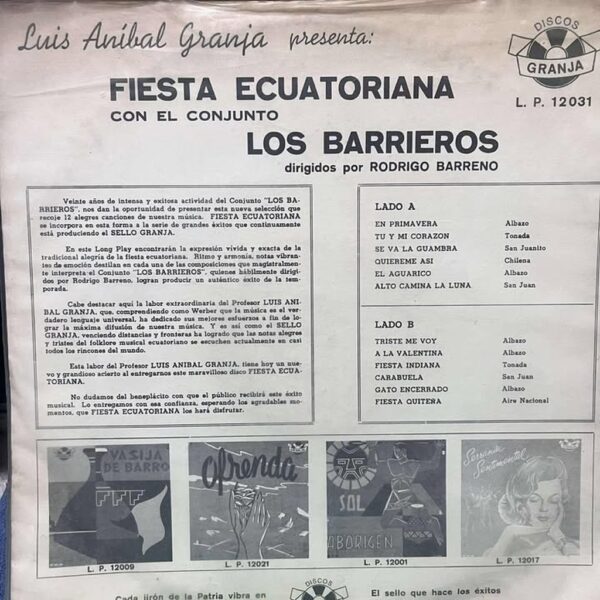 Luis Aníbal Granja presenta:
DISCOS
GRANJA
L. P. 12031
FIESTA ECUATORIANA
CON EL CONJUNTO
LOS BARRIEROS
dirigidos por RODRIGO BARRENO
Veinte años de intensa y exitosa actividad del Conjunto "LOS BA-
RRIEROS", nos dan la oportunidad de presentar esta nueva selección que
recoje 12 alegres canciones de nuestra música. FIESTA ECUATORIANA
se incorpora en esta forma a la serie de grandes éxitos que continuamente
está produciendo el SELLO GRANJA.
En este Long Play encontrarán la expresión vívida y exacta de la
tradicional alegría de la fiesta ecuatoriana. Ritmo y armonía, notas vibran-
tes de emoción destilan en cada una de las composiciones que magistralmen-
te interpreta el Conjunto "LOS BARRIEROS", quienes hábilmente dirigi-
dos por Rodrigo Barreno, logran producir un auténtico éxito de la tem-
porada.
Cabe destacar aquí la labor extraordinaria del Profesor LUIS ANI-
BAL GRANJA, que, comprendiendo como Werber que la música es el ver-
dadero lenguaje universal, ha dedicado sus mejores esfuerzos a fin de lo-
grar la máxima difusión de nuestra música. Y es así como el SELLO
GRANJA, venciendo distancias y fronteras ha logrado que las notas alegres
y tristes del folklore musical ecuatoriano se escuchen actualmente en casi
todos los rincones del mundo.
Esta labor del Profesor LUIS ANIBAL GRANJA, tiene hoy un nue-
vo y grandioso acierto al entregarnos este maravilloso disco FIESTA ECUA-
TORIANA.
No dudamos del beneplácito con que el público recibirá este éxito
musical. Lo entregamos con esa confianza, esperando los agradables mo-
mentos, que FIESTA ECUATORIANA los hará disfrutar.
LADO A
EN PRIMAVERA Albazo
TU Y MI CORAZON Tonada
SE VA LA GUAMBRA San Juanito
QUIEREME ASI Chilena
EL AGUARICO Albazo
ALTO CAMINA LA LUNA San Juan
LADO B
TRISTE ME VOY Albazo
A LA VALENTINA Albazo
FIESTA INDIANA Tonada
CARABUELA San Juan
GATO ENCERRADO Albazo
FIESTA QUITEÑA Aire Nacional
VASIJA
DE BARRO
L. P. 12009
Ofrenda
L. P. 12021
SOL
ABORIGEN
L. P. 12001
Serranía
Sentimental
L. P. 12017
Cada jirón de la Patria vibra en
DISCOS
El sello que hace los éxitos